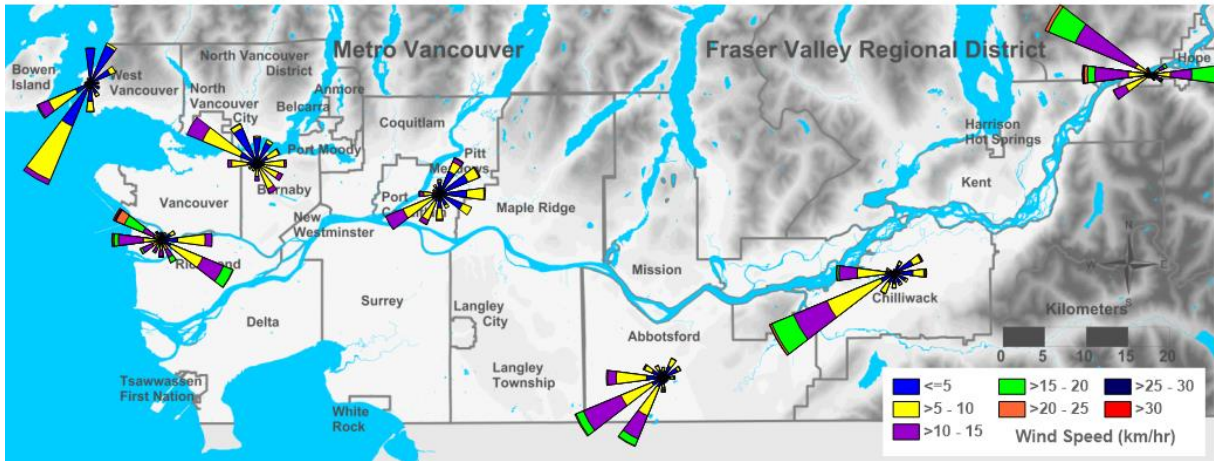 Metro Vancouver
Fraser Valley Regional District
Bowen
Island
West
Vancouver
North Vancouver
District
North
Vancouver
City
Belcarra
Anmore
Port Moody
Coquitlam
Pitt
Meadows
Hope
Harrison
Hot Springs
Kent
Vancouver
Burnaby
New
Westminster
Port
Maple Ridge
Richmond
Mission
Chilliwack
N
W
E
S
Kilometers
0 5 10 15 20
Delta
Surrey
Langley
City
Abbotsford
Langley
Township
Tsawwassen
First Nation
White
Rock
<=5
>5 - 10
>10 - 15
>15 - 20
>20 - 25
>25 - 30
>30
Wind Speed (km/hr)